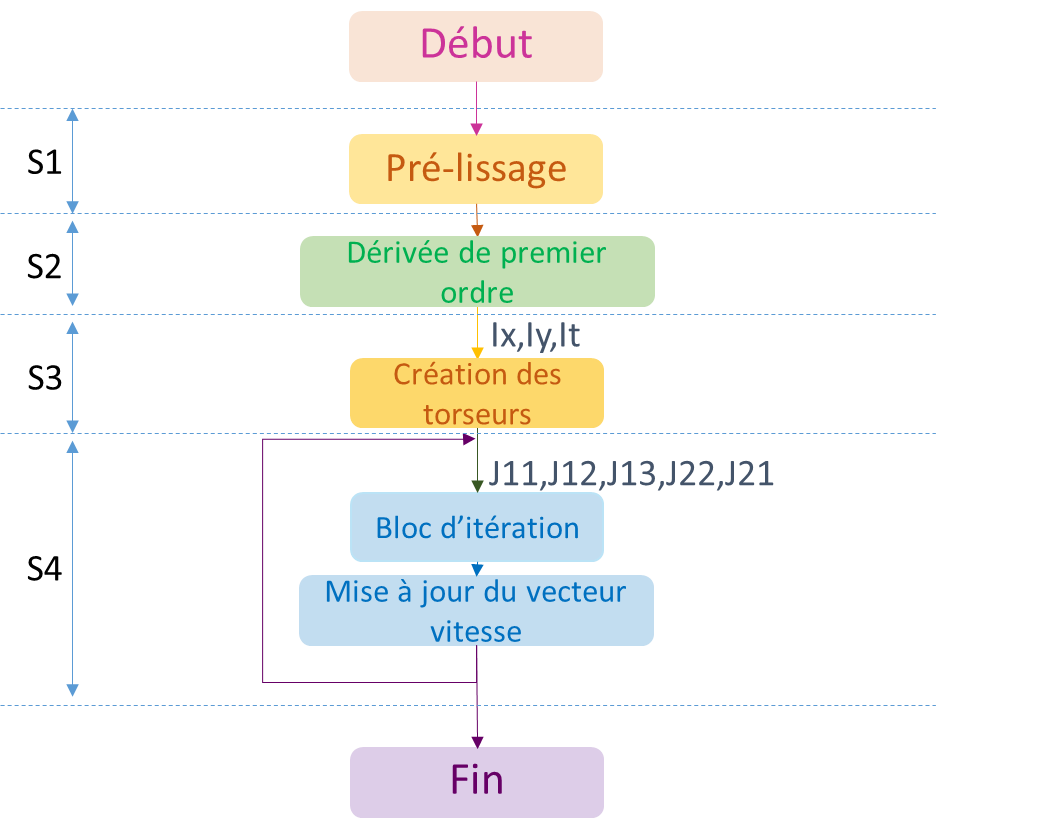 Début
S1
Pré-lissage
S2
Dérivée de premier
ordre
Ix,Iy,It
S3
Création des
torseurs
J11,J12,J13,J22,J21
Bloc d’itération
S4
Mise à jour du vecteur
vitesse
Fin